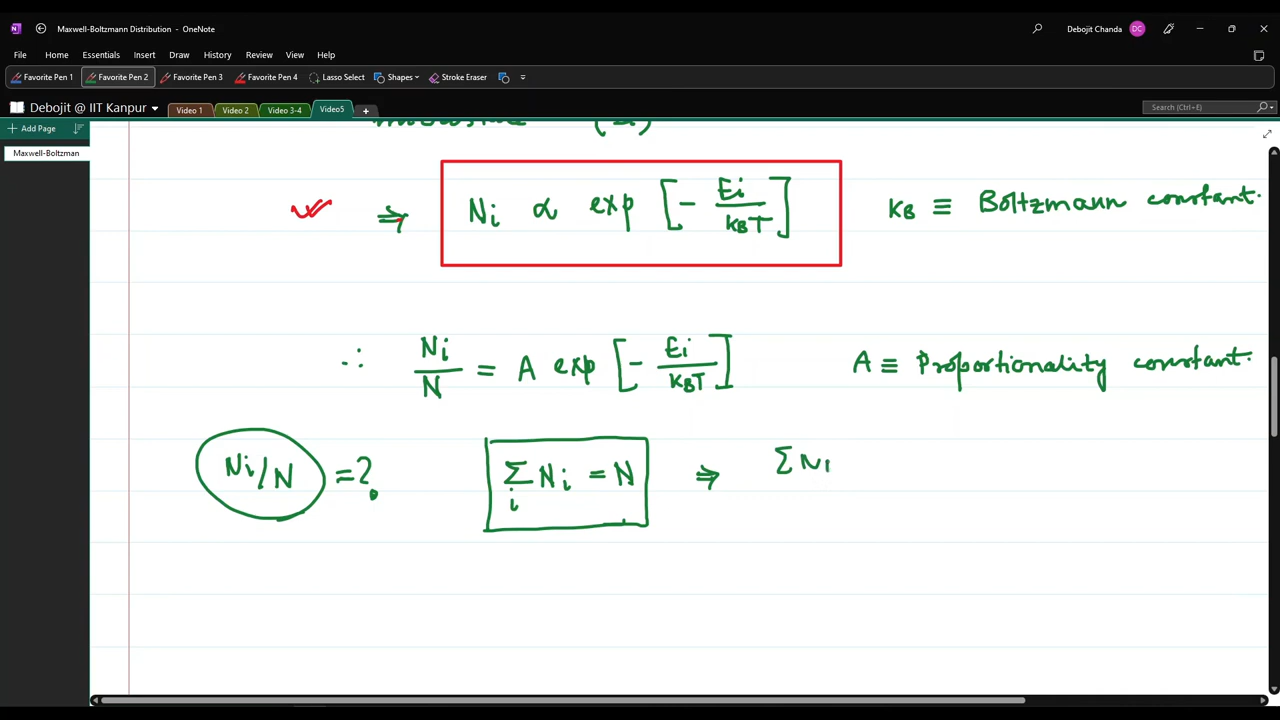 Maxwell-Boltzmann Distribution - OneNote
Debojit Chanda DC
File Home Essentials Insert Draw History Review View Help
Favorite Pen 1 Favorite Pen 2 Favorite Pen 3 Favorite Pen 4 Lasso Select Shapes Stroke Eraser
Debojit @ IIT Kanpur Video 1 Video 2 Video 3-4 Video5 + Search (Ctrl+E)
+ Add Page
Maxwell-Boltzman
⇒ Ni ∝ exp [- Ei/kBT] kB ≡ Boltzmann constant.
∴ Ni/N = A exp [- Ei/kBT] A ≡ Proportionality constant.
Ni/N = ? Σi Ni = N ⇒ ΣNi